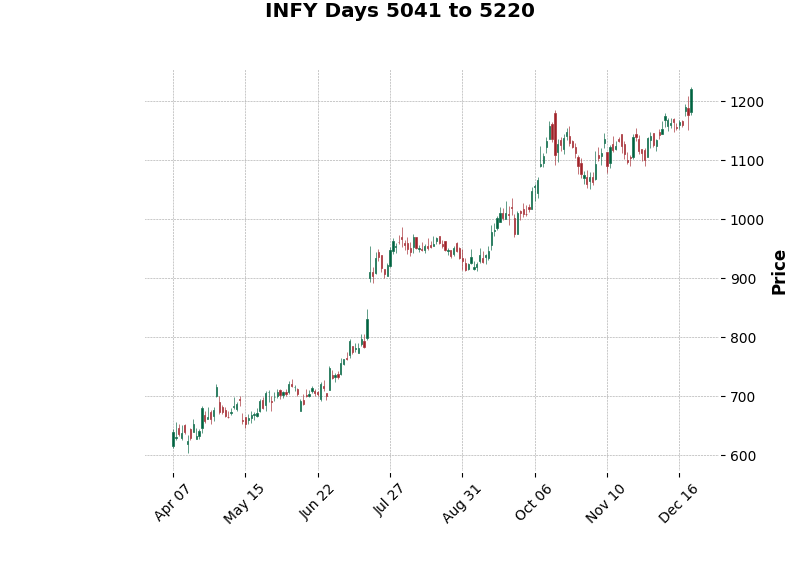 INFY Days 5041 to 5220
1200
1100
1000
900
800
700
600
Price
Apr 07
May 15
Jun 22
Jul 27
Aug 31
Oct 06
Nov 10
Dec 16